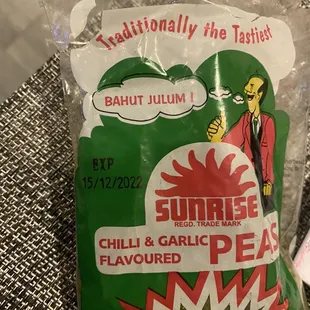 Traditionally the Tastiest
BAHUT JULUM !
EXP
15/12/2022
SUNRISE
REGD. TRADE MARK
CHILLI & GARLIC
FLAVOURED
PEAS